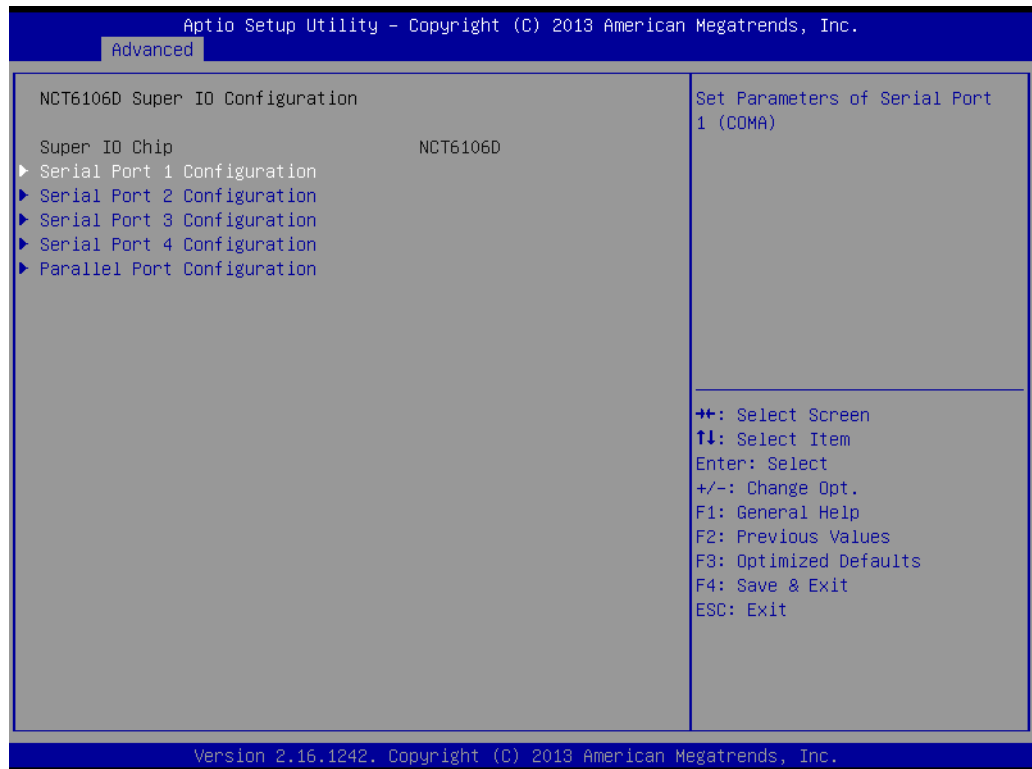 Aptio Setup Utility – Copyright (C) 2013 American Megatrends, Inc.
Advanced
NCT6106D Super IO Configuration
Super IO Chip NCT6106D
▶ Serial Port 1 Configuration
▶ Serial Port 2 Configuration
▶ Serial Port 3 Configuration
▶ Serial Port 4 Configuration
▶ Parallel Port Configuration
Set Parameters of Serial Port
1 (COMA)
→←: Select Screen
↑↓: Select Item
Enter: Select
+/-: Change Opt.
F1: General Help
F2: Previous Values
F3: Optimized Defaults
F4: Save & Exit
ESC: Exit
Version 2.16.1242. Copyright (C) 2013 American Megatrends, Inc.